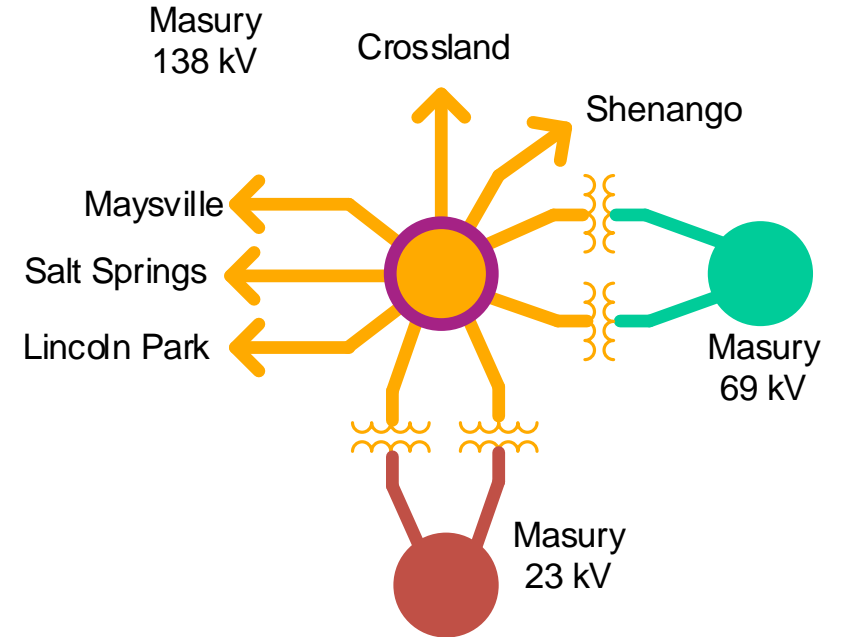 Masury
138 kV
Crossland
Shenango
Maysville
Salt Springs
Lincoln Park
Masury
69 kV
Masury
23 kV